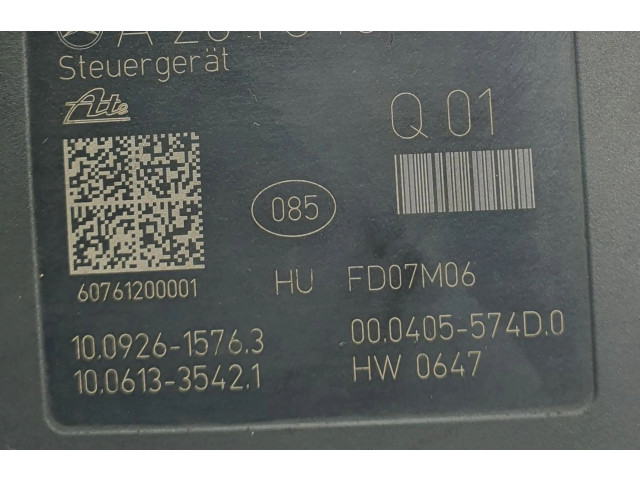 Steuergerät
Ate
Q 01
085
60761200001
HU FD07M06
10.0926-1576.3 00.0405-574D.0
10.0613-3542.1 HW 0647